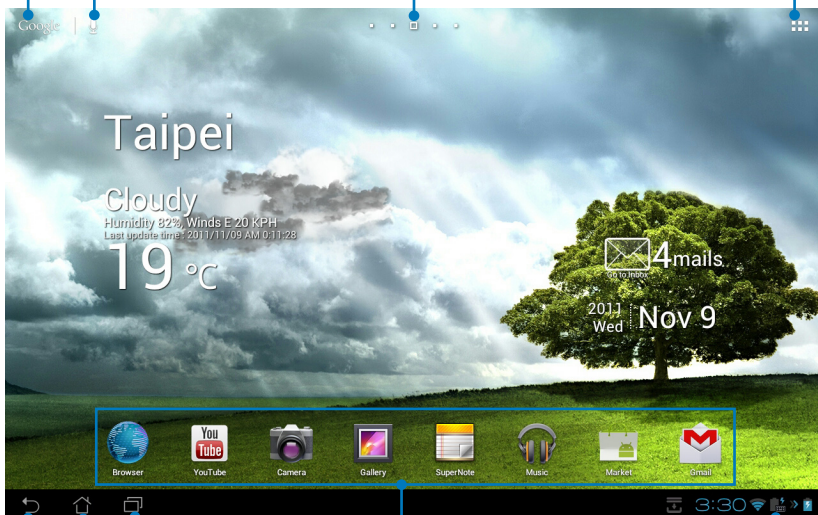 Google
Taipei
Cloudy
Humidity 82%, Winds E 20 KPH
Last update time : 2011/11/09 AM 0:11:28
19 °C
4 mails
Go to Inbox
2011
Wed
Nov 9
You
Tube
Browser
YouTube
Camera
Gallery
SuperNote
Music
Market
Gmail
3:30